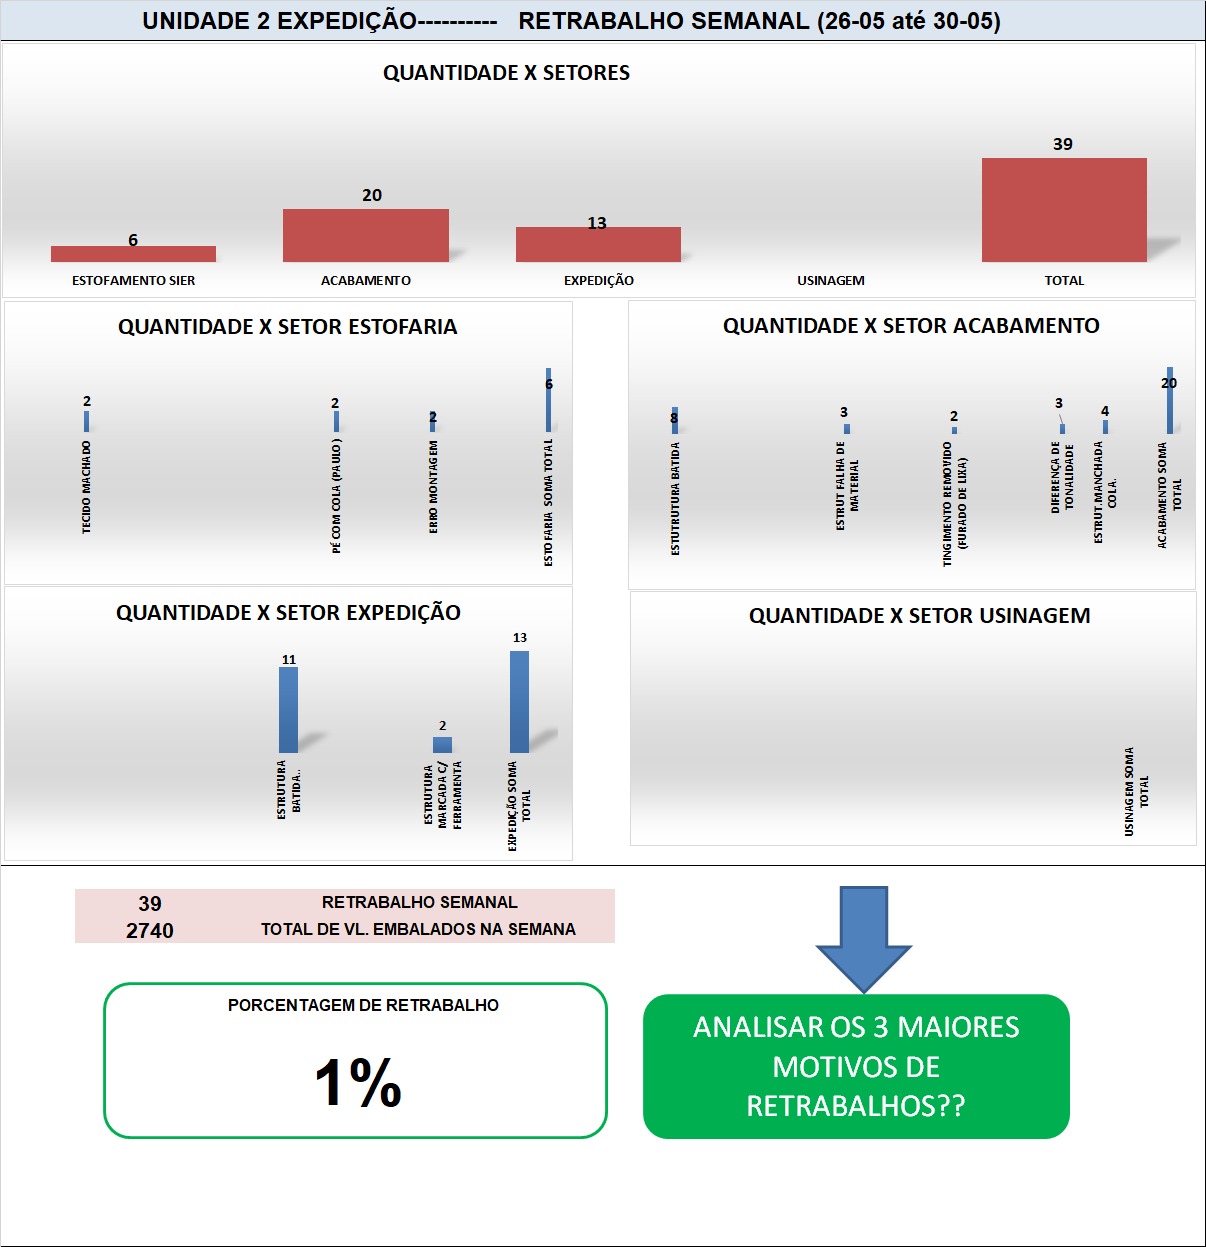 UNIDADE 2 EXPEDIÇÃO---------- RETRABALHO SEMANAL (26-05 até 30-05)
QUANTIDADE X SETORES
6
20
13
39
ESTOFAMENTO SIER
ACABAMENTO
EXPEDIÇÃO
USINAGEM
TOTAL
QUANTIDADE X SETOR ESTOFARIA
2
2
2
6
TECIDO MACHADO
PÉ COM COLA (PAULO)
ERRO MONTAGEM
ESTOFARIA SOMA TOTAL
QUANTIDADE X SETOR ACABAMENTO
8
3
2
3
4
20
ESTUTRUTURA BATIDA
ESTRUT FALHA DE
MATERIAL
TINGIMENTO REMOVIDO
(FURADO DE LIXA)
DIFERENÇA DE
TONALIDADE
ESTRUT.MANCHADA
COLA.
ACABAMENTO SOMA
TOTAL
QUANTIDADE X SETOR EXPEDIÇÃO
11
2
13
ESTRUTURA
BATIDA..
ESTRUTURA
MARCADA C/
FERRAMENTA
EXPEDIÇÃO SOMA
TOTAL
QUANTIDADE X SETOR USINAGEM
USINAGEM SOMA
TOTAL
39 RETRABALHO SEMANAL
2740 TOTAL DE VL. EMBALADOS NA SEMANA
PORCENTAGEM DE RETRABALHO
1%
ANALISAR OS 3 MAIORES
MOTIVOS DE
RETRABALHOS??